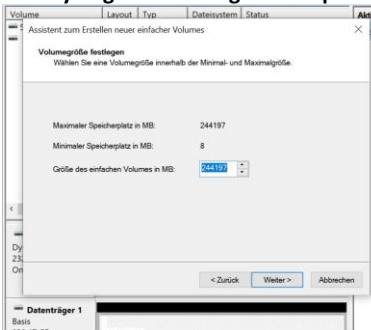 Volume Layout Typ Dateisystem Status
Assistent zum Erstellen neuer einfacher Volumes
Volumegröße festlegen
Wählen Sie eine Volumegröße innerhalb der Minimal- und Maximalgröße.
Maximaler Speicherplatz in MB: 244197
Minimaler Speicherplatz in MB: 8
Größe des einfachen Volumes in MB: 244197
< Zurück Weiter > Abbrechen
Datenträger 1
Basis